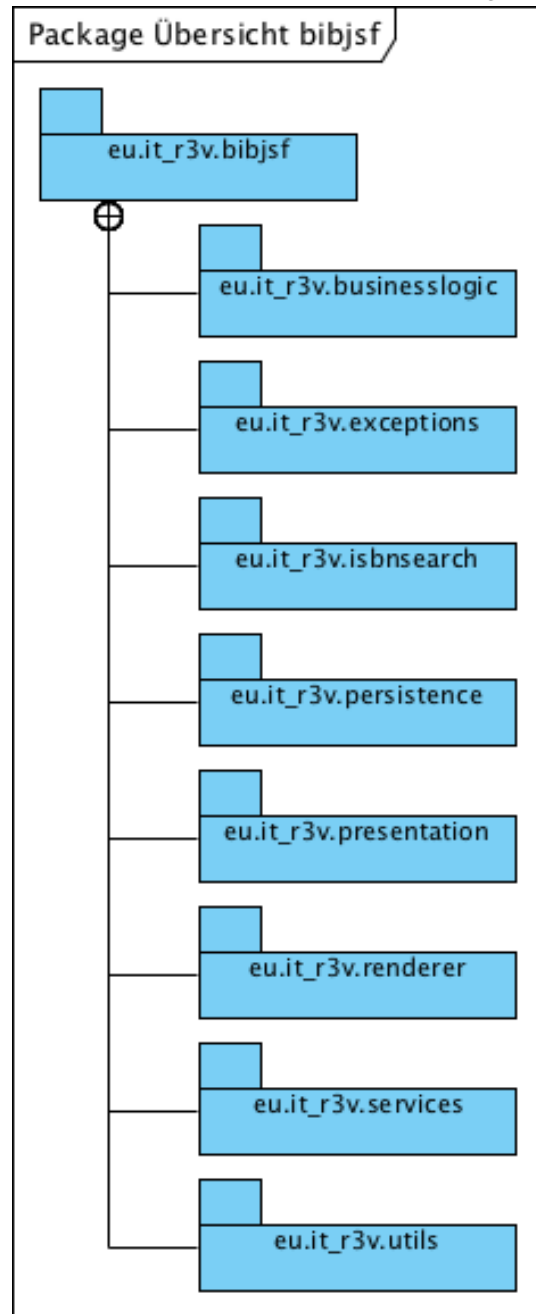 Package Übersicht bibjsf
eu.it_r3v.bibjsf
eu.it_r3v.businesslogic
eu.it_r3v.exceptions
eu.it_r3v.isbnsearch
eu.it_r3v.persistence
eu.it_r3v.presentation
eu.it_r3v.renderer
eu.it_r3v.services
eu.it_r3v.utils